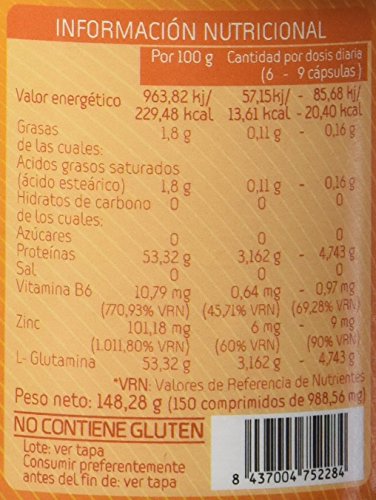 INFORMACIÓN NUTRICIONAL
Por 100 g Cantidad por dosis diaria
(6 - 9 cápsulas)
Valor energético 963,82 kj/ 57,15kj/ - 85,68 kj/
229,48 kcal 13,61 kcal - 20,40 kcal
Grasas 1,8 g 0,11 g - 0,16 g
de las cuales:
Acidos grasos saturados
(ácido esteárico) 1,8 g 0,11 g - 0,16 g
Hidratos de carbono 0 0
de los cuales:
Azúcares 0 0
Proteínas 53,32 g 3,162 g - 4,743 g
Sal 0 0
Vitamina B6 10,79 mg 0,64 mg - 0,97 mg
(770,93% VRN) (45,71% VRN) (69,28% VRN)
Zinc 101,18 mg 6 mg - 9 mg
(1.011,80% VRN) (60% VRN) (90% VRN)
L- Glutamina 53,32 g 3,162 g - 4,743 g
*VRN: Valores de Referencia de Nutrientes
Peso neto: 148,28 g (150 comprimidos de 988,56 mg)
NO CONTIENE GLUTEN
Lote: ver tapa
Consumir preferentemente
antes del fin de: ver tapa
8 437004 752284